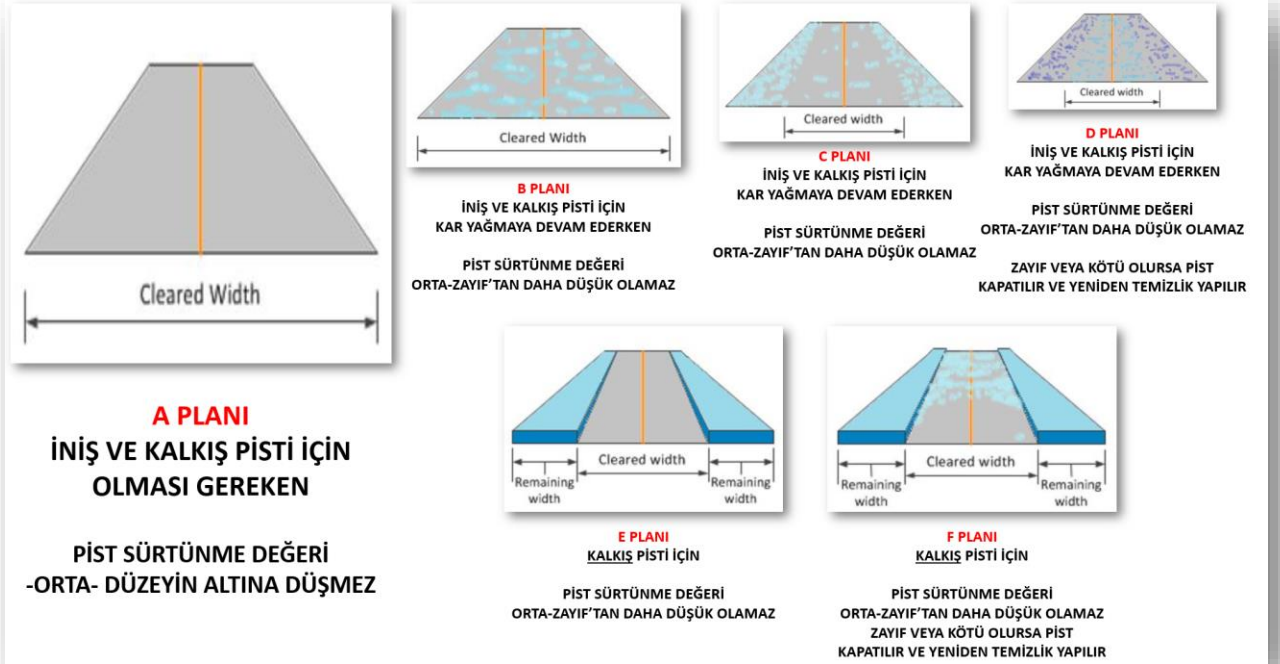 Cleared Width
A PLANI
İNİŞ VE KALKIŞ PİSTİ İÇİN
OLMASI GEREKEN
PİST SÜRTÜNME DEĞERİ
-ORTA- DÜZEYİN ALTINA DÜŞMEZ
Cleared Width
B PLANI
İNİŞ VE KALKIŞ PİSTİ İÇİN
KAR YAĞMAYA DEVAM EDERKEN
PİST SÜRTÜNME DEĞERİ
ORTA-ZAYIF'TAN DAHA DÜŞÜK OLAMAZ
Cleared width
C PLANI
İNİŞ VE KALKIŞ PİSTİ İÇİN
KAR YAĞMAYA DEVAM EDERKEN
PİST SÜRTÜNME DEĞERİ
ORTA-ZAYIF'TAN DAHA DÜŞÜK OLAMAZ
Cleared width
D PLANI
İNİŞ VE KALKIŞ PİSTİ İÇİN
KAR YAĞMAYA DEVAM EDERKEN
PİST SÜRTÜNME DEĞERİ
ORTA-ZAYIF'TAN DAHA DÜŞÜK OLAMAZ
ZAYIF VEYA KÖTÜ OLURSA PİST
KAPATILIR VE YENİDEN TEMİZLİK YAPILIR
Remaining
width
Cleared width
Remaining
width
E PLANI
KALKIŞ PİSTİ İÇİN
PİST SÜRTÜNME DEĞERİ
ORTA-ZAYIF'TAN DAHA DÜŞÜK OLAMAZ
Remaining
width
Cleared width
Remaining
width
F PLANI
KALKIŞ PİSTİ İÇİN
PİST SÜRTÜNME DEĞERİ
ORTA-ZAYIF'TAN DAHA DÜŞÜK OLAMAZ
ZAYIF VEYA KÖTÜ OLURSA PİST
KAPATILIR VE YENİDEN TEMİZLİK YAPILIR